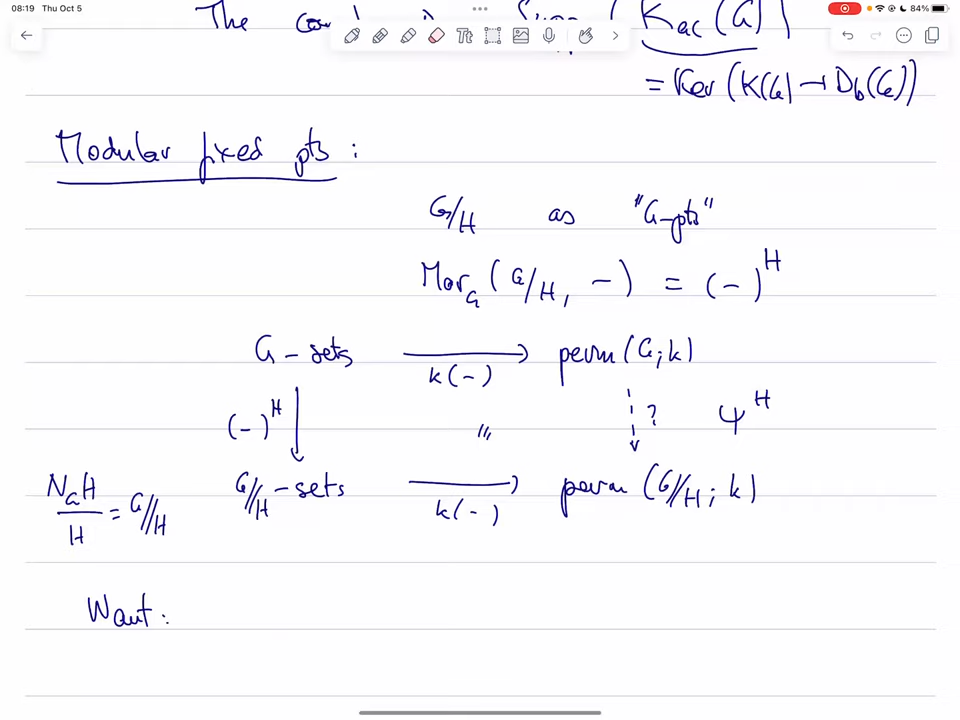 08:19 Thu Oct 5
84%
The K_ac(G)
= Ker (K(G) → D_b(G))
Modular fixed pts :
G/H as "G-pts"
Mor_G (G/H, -) = (-)^H
G-sets → perm (G; k)
k(-)
(-)^H ? Ψ^H
N_G H / H = G//H G//H-sets → perm (G//H; k)
k(-)
Want :